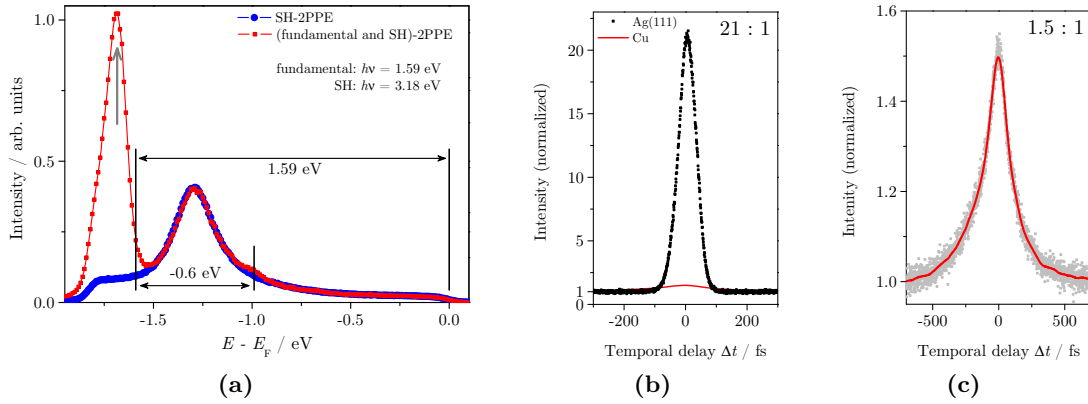 SH-2PPE
(fundamental and SH)-2PPE
fundamental: hν = 1.59 eV
SH: hν = 3.18 eV
1.59 eV
-0.6 eV
Intensity / arb. units
1.0
0.5
0.0
-1.5
-1.0
-0.5
0.0
E - E_F / eV
(a)
Ag(111)
Cu
21 : 1
Intensity (normalized)
20
15
10
5
1
0
-200
0
200
Temporal delay Δt / fs
(b)
1.5 : 1
Intenity (normalized)
1.6
1.4
1.2
1.0
-500
0
500
Temporal delay Δt / fs
(c)